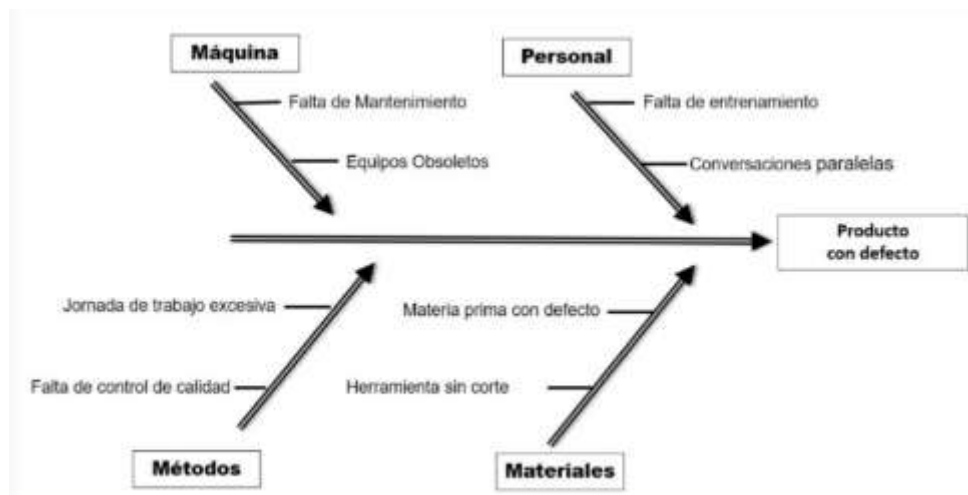 Máquina
Personal
Falta de Mantenimiento
Falta de entrenamiento
Equipos Obsoletos
Conversaciones paralelas
Producto
con defecto
Jornada de trabajo excesiva
Materia prima con defecto
Falta de control de calidad
Herramienta sin corte
Métodos
Materiales